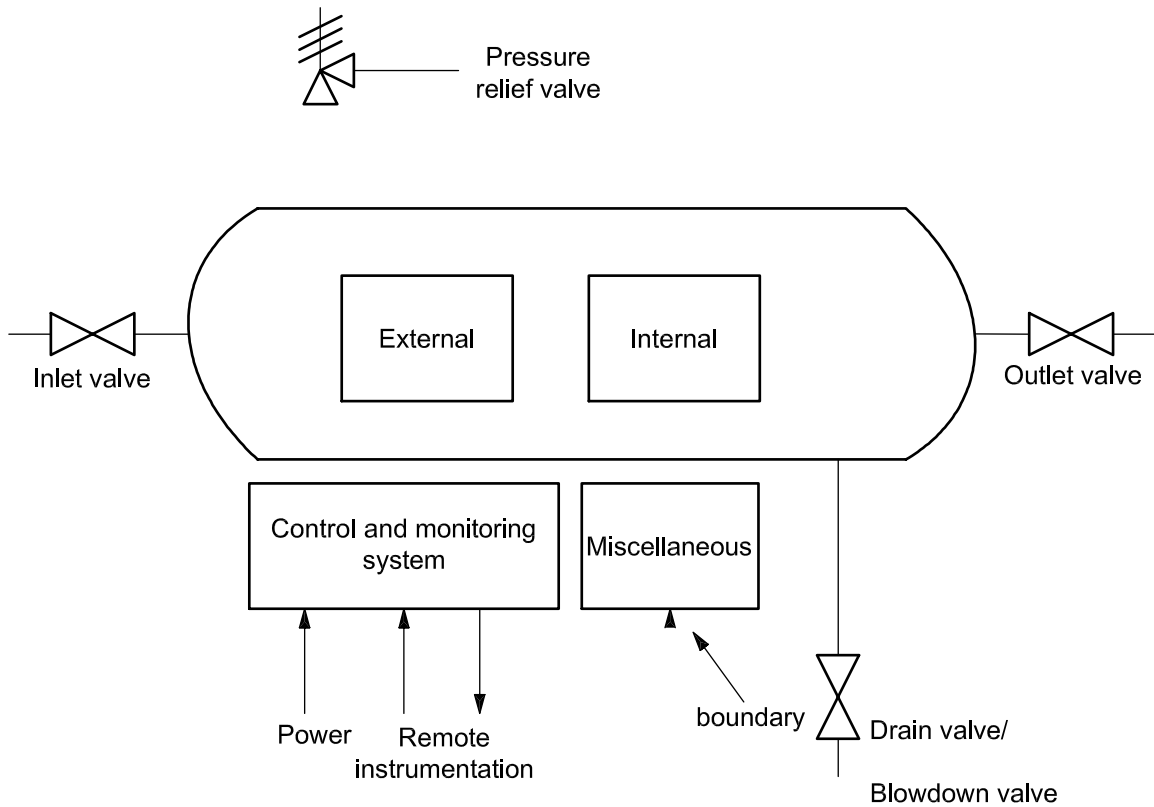 Pressure
relief valve
External
Internal
Inlet valve
Outlet valve
Control and monitoring
system
Miscellaneous
Power
Remote
instrumentation
boundary
Drain valve/
Blowdown valve